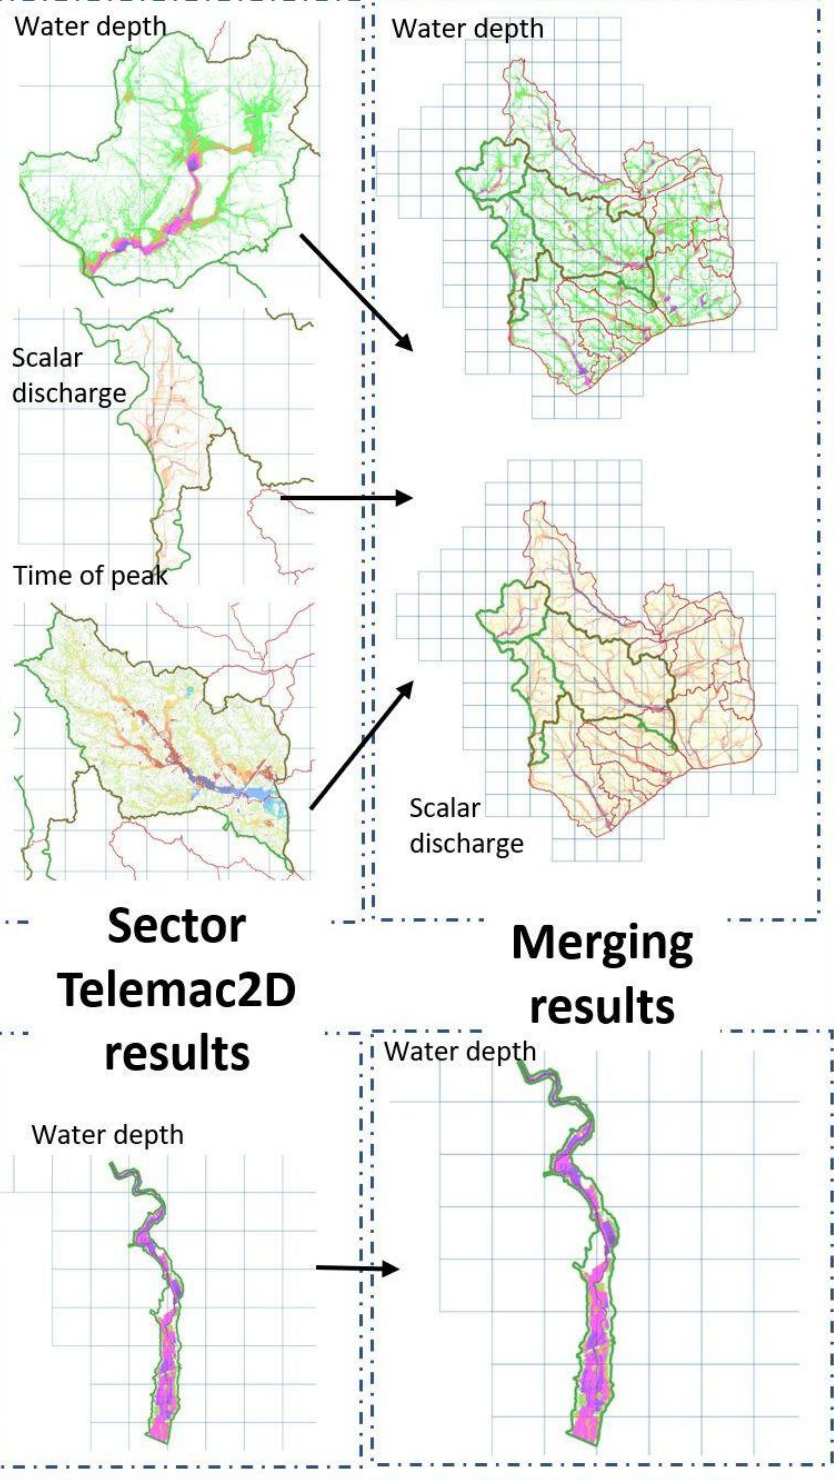 Water depth
Scalar
discharge
Time of peak
Sector
Telemac2D
results
Water depth
Water depth
Scalar
discharge
Merging
results
Water depth